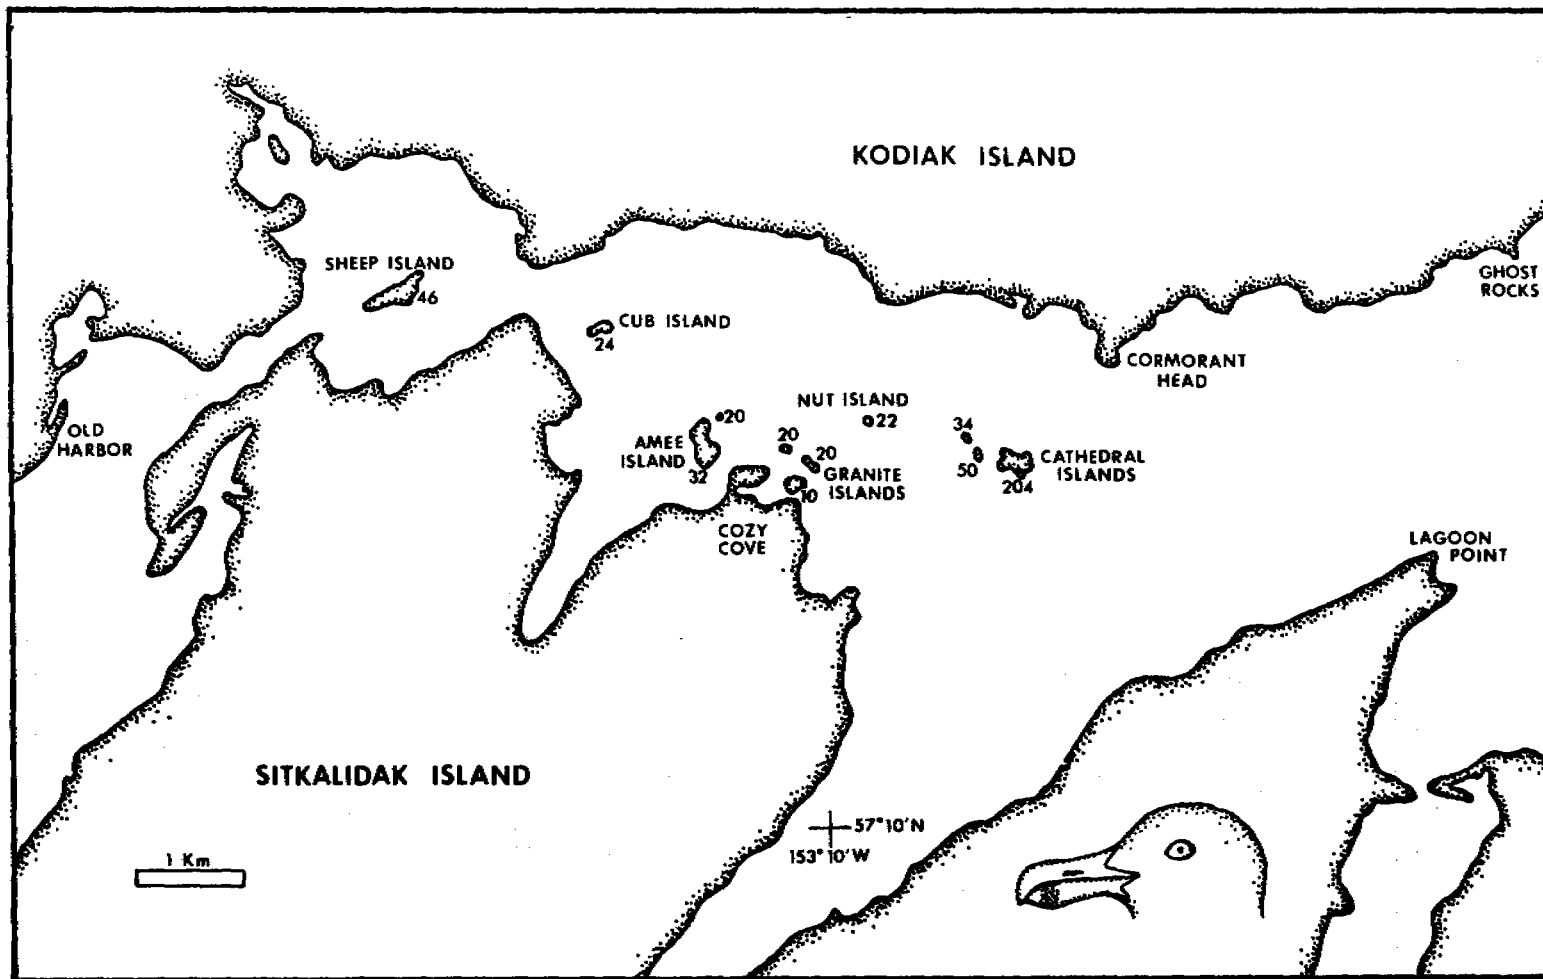 KODIAK ISLAND
SHEEP ISLAND
46
GHOST
ROCKS
CUB ISLAND
24
CORMORANT
HEAD
OLD
HARBOR
NUT ISLAND
22
20
AMEE
ISLAND
32
20
20
GRANITE
ISLANDS
10
34
50
CATHEDRAL
ISLANDS
204
COZY
COVE
LAGOON
POINT
SITKALIDAK ISLAND
57°10'N
153°10'W
1 Km